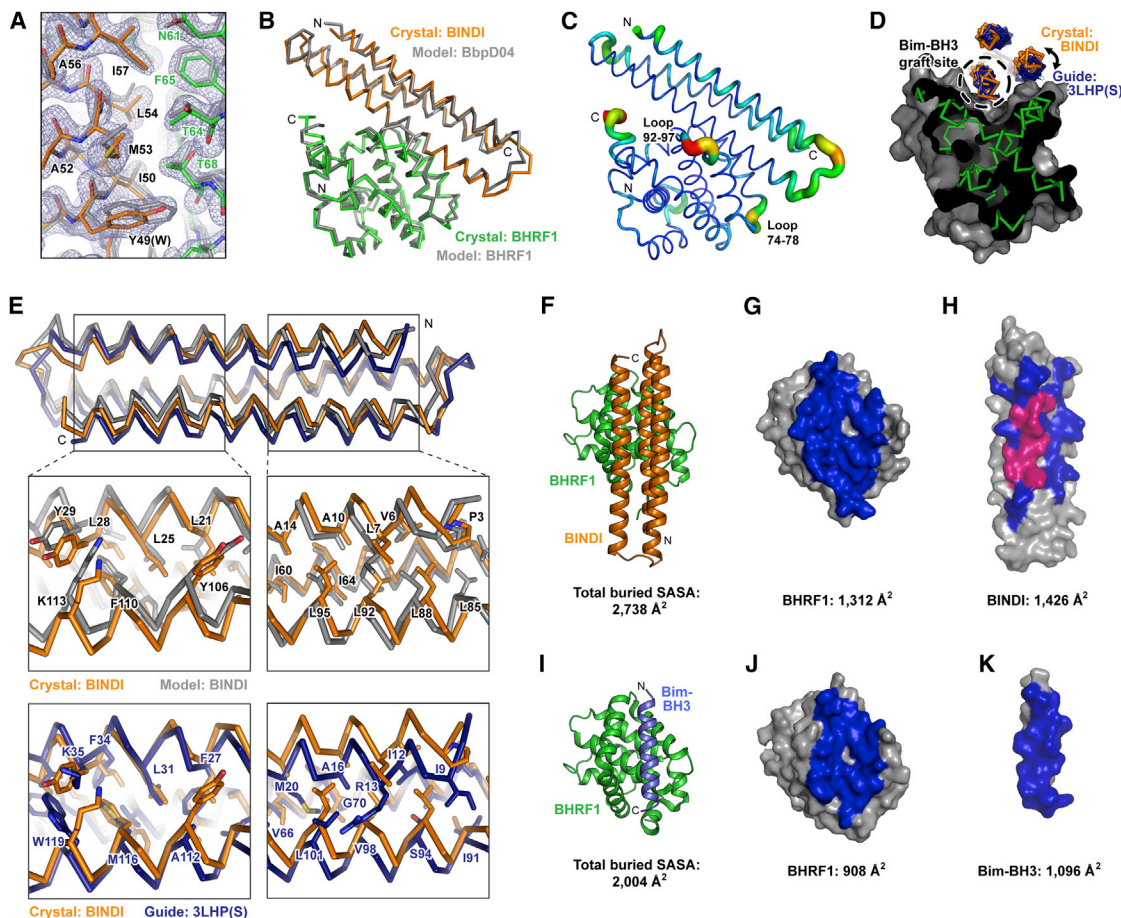 A
N61
A56
I57
F65
L54
T64
M53
A52
T68
I50
Y49(W)
B
N
Crystal: BINDI
Model: BbpD04
C
C
N
Crystal: BHRF1
Model: BHRF1
C
N
Loop
92-97
C
C
N
Loop
74-78
D
Bim-BH3
graft site
Crystal:
BINDI
Guide:
3LHP(S)
E
N
C
Y29
L28
L21
L25
K113
F110
Y106
A14
A10
L7
V6
P3
I60
I64
L95
L92
L88
L85
Crystal: BINDI
Model: BINDI
K35
F34
L31
F27
W119
M116
A112
M20
A16
R13
I12
I9
G70
V66
L101
V98
S94
I91
Crystal: BINDI
Guide: 3LHP(S)
F
C
BHRF1
BINDI
N
Total buried SASA:
2,738 Å²
G
BHRF1: 1,312 Å²
H
BINDI: 1,426 Å²
I
N
Bim-
BH3
BHRF1
C
Total buried SASA:
2,004 Å²
J
BHRF1: 908 Å²
K
Bim-BH3: 1,096 Å²